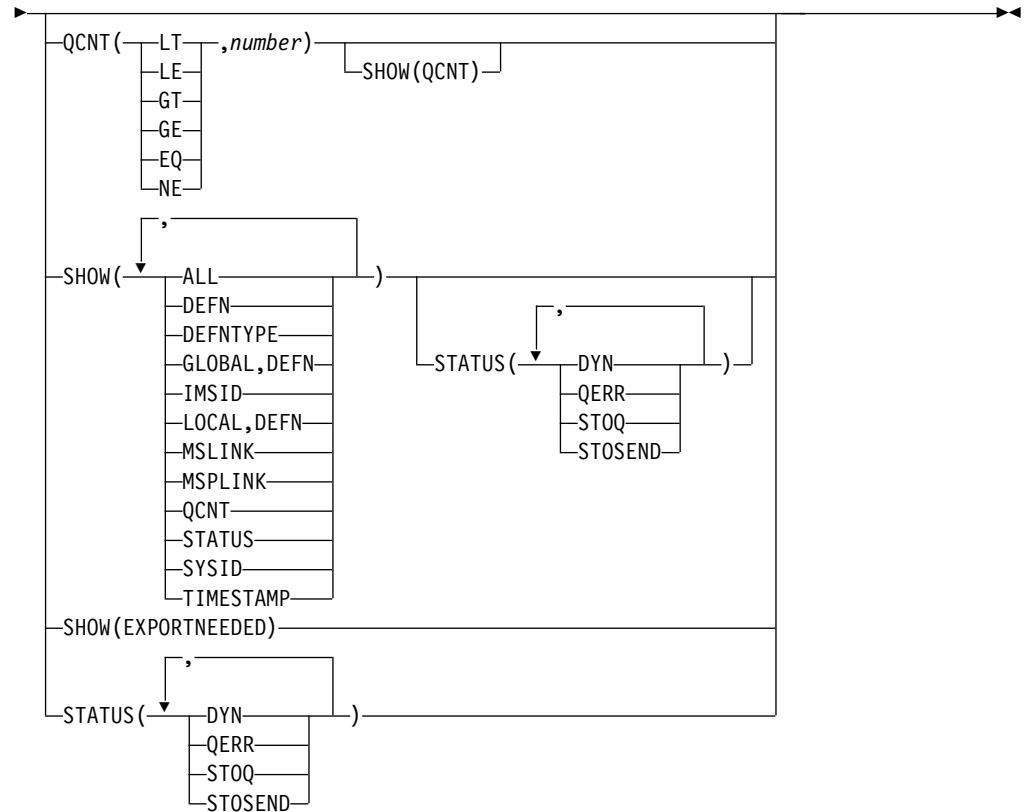 QCNT( LT ,number) SHOW(QCNT)
LE
GT
GE
EQ
NE
,
SHOW( ALL )
DEFN
DEFNTYPE
GLOBAL,DEFN
IMSID
LOCAL,DEFN
MSLINK
MSPLINK
QCNT
STATUS
SYSID
TIMESTAMP
,
STATUS( DYN )
QERR
STOQ
STOSEND
SHOW(EXPORTNEEDED)
,
STATUS( DYN )
QERR
STOQ
STOSEND